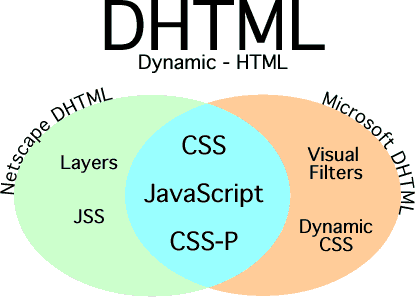 DHTML
Dynamic - HTML
Netscape DHTML
Microsoft DHTML
Layers
JSS
CSS
JavaScript
CSS-P
Visual
Filters
Dynamic
CSS